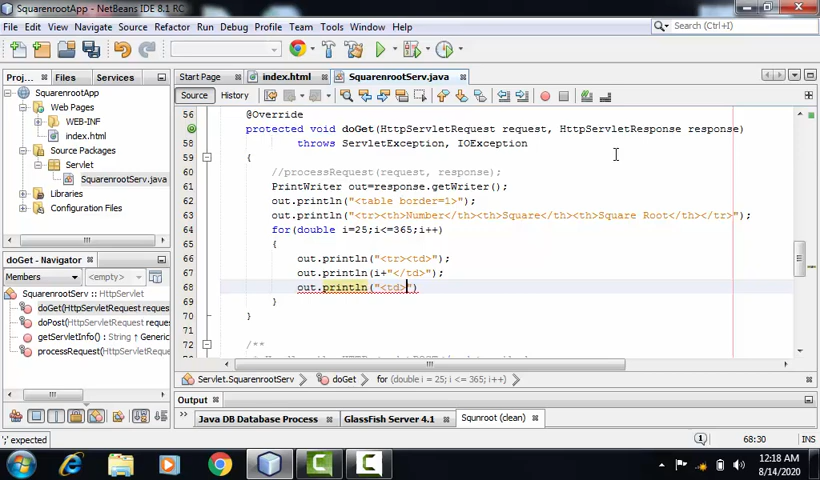 SquarenrootApp - NetBeans IDE 8.1 RC
File Edit View Navigate Source Refactor Run Debug Profile Team Tools Window Help
Search (Ctrl+I)
Proj... Files Services
Start Page index.html SquarenrootServ.java
SquarenrootApp
Web Pages
WEB-INF
index.html
Source Packages
Servlet
SquarenrootServ.java
Libraries
Configuration Files
doGet - Navigator
Members <empty>
SquarenrootServ :: HttpServlet
doGet(HttpServletRequest reques
doPost(HttpServletRequest reque
getServletInfo() : String ↑ Generic
processRequest(HttpServletReque
Source History
56 @Override
protected void doGet(HttpServletRequest request, HttpServletResponse response)
58 throws ServletException, IOException
59 {
60 //processRequest(request, response);
61 PrintWriter out=response.getWriter();
62 out.println("<table border=1>");
63 out.println("<tr><th>Number</th><th>Square</th><th>Square Root</th></tr>");
64 for(double i=25;i<=365;i++)
65 {
66 out.println("<tr><td>");
67 out.println(i+"</td>");
68 out.println("<td>")
69 }
70 }
71
72 /**
Servlet.SquarenrootServ doGet for (double i = 25; i <= 365; i++)
Output
Java DB Database Process GlassFish Server 4.1 Squnroot (clean)
';' expected
1 68:30 INS
12:18 AM
8/14/2020